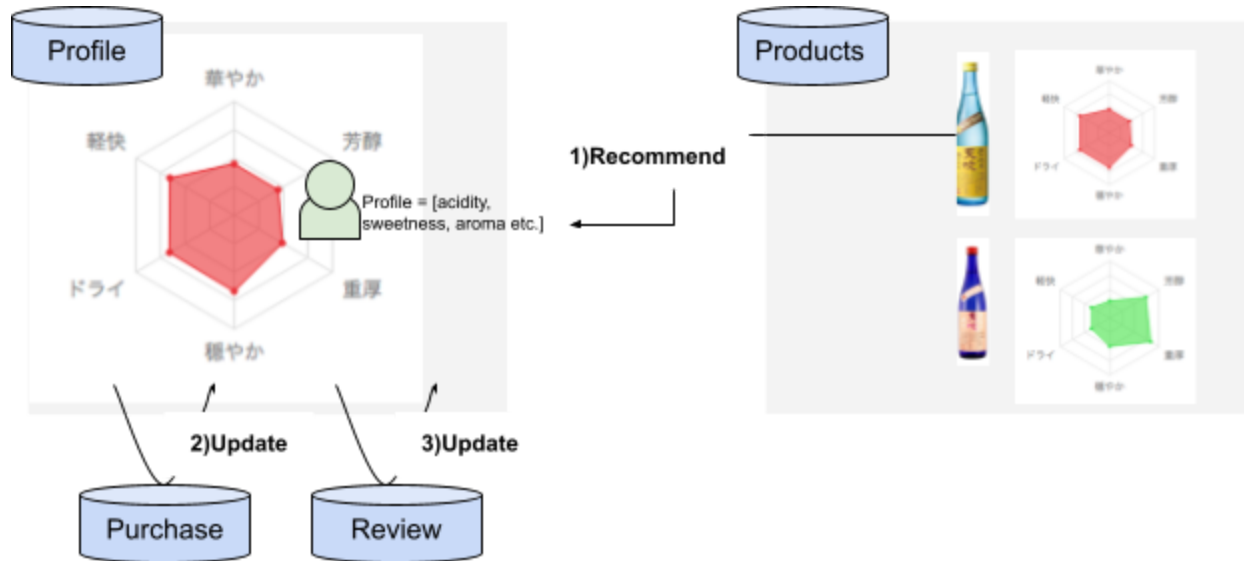 Profile
華やか
芳醇
重厚
穏やか
ドライ
軽快
Profile = [acidity,
sweetness, aroma etc.]
1)Recommend
Products
華やか
芳醇
重厚
穏やか
ドライ
軽快
華やか
芳醇
重厚
穏やか
ドライ
軽快
2)Update
3)Update
Purchase
Review